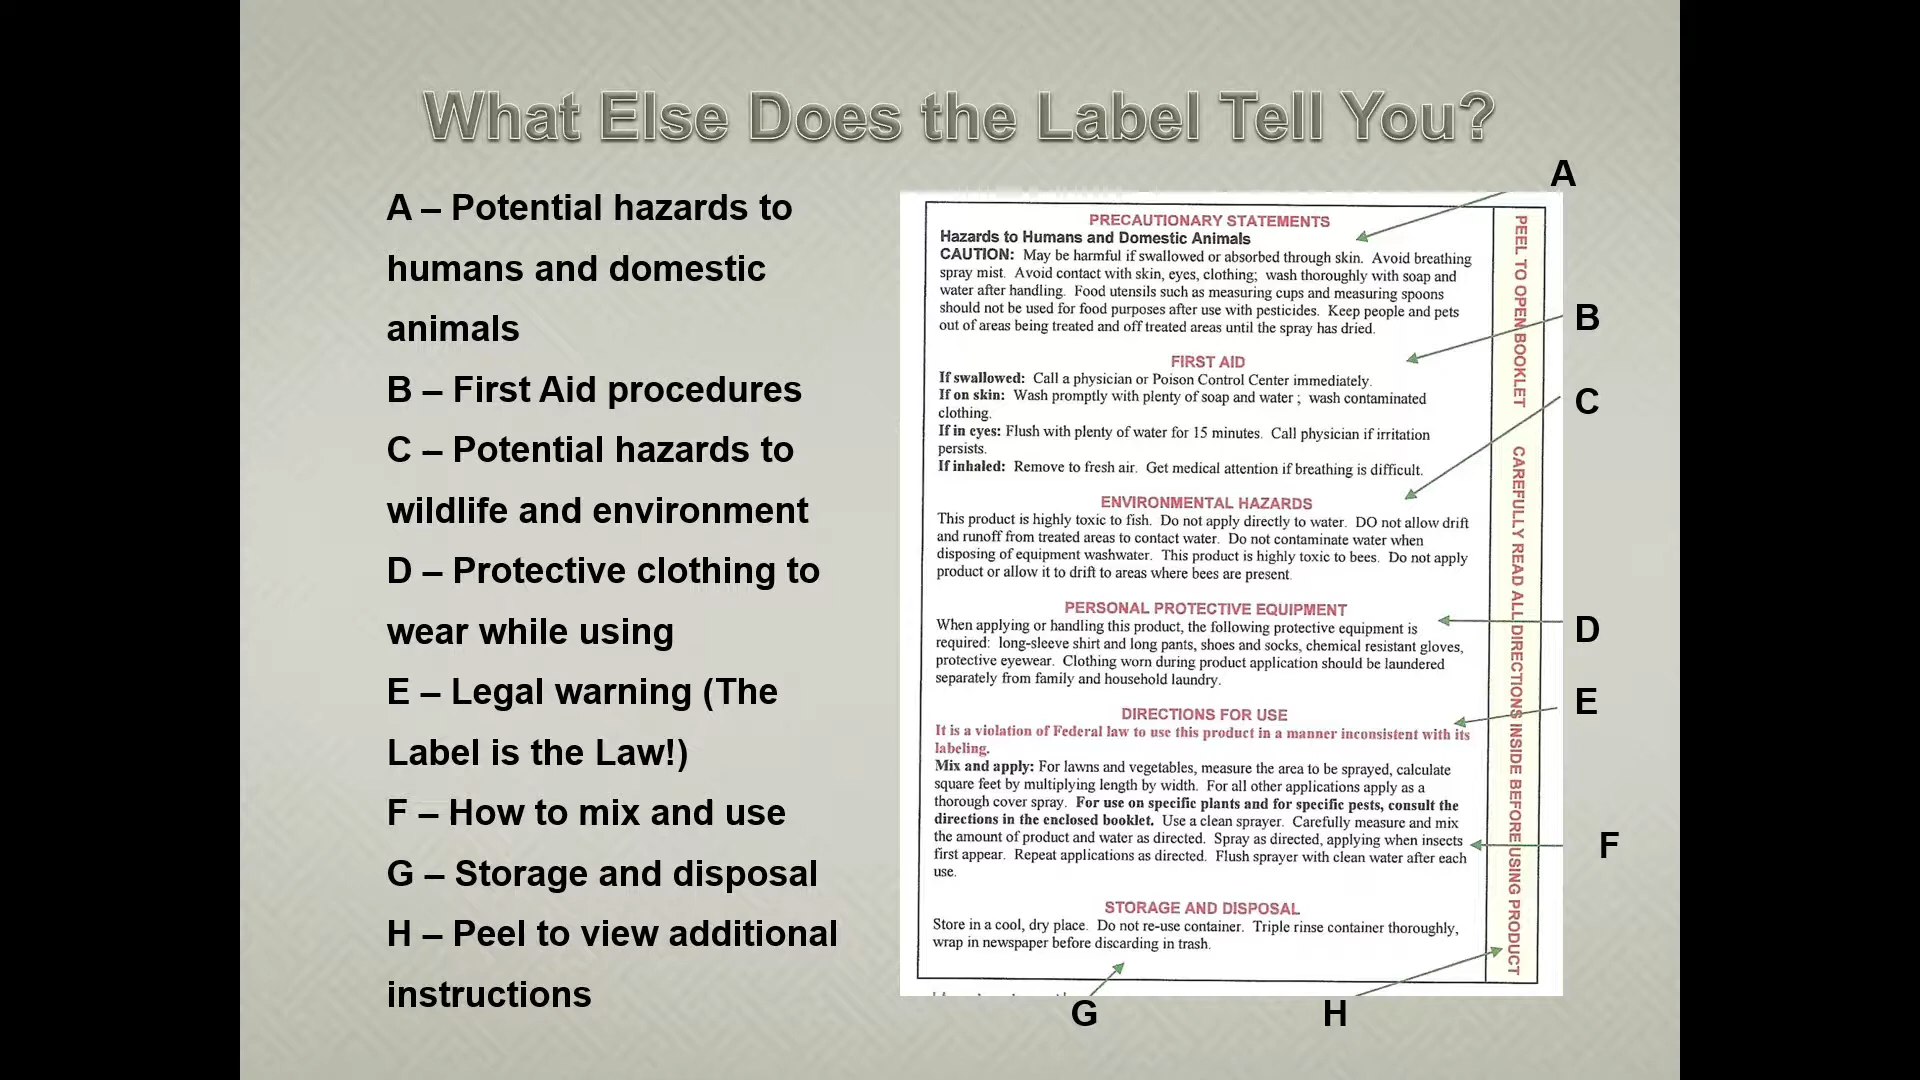 What Else Does the Label Tell You?
A – Potential hazards to
humans and domestic
animals
B – First Aid procedures
C – Potential hazards to
wildlife and environment
D – Protective clothing to
wear while using
E – Legal warning (The
Label is the Law!)
F – How to mix and use
G – Storage and disposal
H – Peel to view additional
instructions
PRECAUTIONARY STATEMENTS
Hazards to Humans and Domestic Animals
CAUTION: May be harmful if swallowed or absorbed through skin. Avoid breathing
spray mist. Avoid contact with skin, eyes, clothing; wash thoroughly with soap and
water after handling. Food utensils such as measuring cups and measuring spoons
should not be used for food purposes after use with pesticides. Keep people and pets
out of areas being treated and off treated areas until the spray has dried.
FIRST AID
If swallowed: Call a physician or Poison Control Center immediately.
If on skin: Wash promptly with plenty of soap and water ; wash contaminated
clothing.
If in eyes: Flush with plenty of water for 15 minutes. Call physician if irritation
persists.
If inhaled: Remove to fresh air. Get medical attention if breathing is difficult.
ENVIRONMENTAL HAZARDS
This product is highly toxic to fish. Do not apply directly to water. DO not allow drift
and runoff from treated areas to contact water. Do not contaminate water when
disposing of equipment washwater. This product is highly toxic to bees. Do not apply
product or allow it to drift to areas where bees are present.
PERSONAL PROTECTIVE EQUIPMENT
When applying or handling this product, the following protective equipment is
required: long-sleeve shirt and long pants, shoes and socks, chemical resistant gloves,
protective eyewear. Clothing worn during product application should be laundered
separately from family and household laundry.
DIRECTIONS FOR USE
It is a violation of Federal law to use this product in a manner inconsistent with its
labeling.
Mix and apply: For lawns and vegetables, measure the area to be sprayed, calculate
square feet by multiplying length by width. For all other applications apply as a
thorough cover spray. For use on specific plants and for specific pests, consult the
directions in the enclosed booklet. Use a clean sprayer. Carefully measure and mix
the amount of product and water as directed. Spray as directed, applying when insects
first appear. Repeat applications as directed. Flush sprayer with clean water after each
use.
STORAGE AND DISPOSAL
Store in a cool, dry place. Do not re-use container. Triple rinse container thoroughly,
wrap in newspaper before discarding in trash.
PEEL TO OPEN BOOKLET
CAREFULLY READ ALL DIRECTIONS INSIDE BEFORE USING PRODUCT
A
B
C
D
E
F
G
H